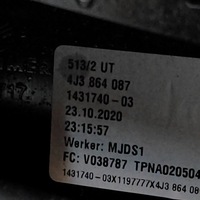 513/2 UT
4J3 864 087
1431740-03
23.10.2020
23:15:57
Werker: MJDS1
FC: V038787 TPNA020504
1431740-03X1197777X4J3 864 08